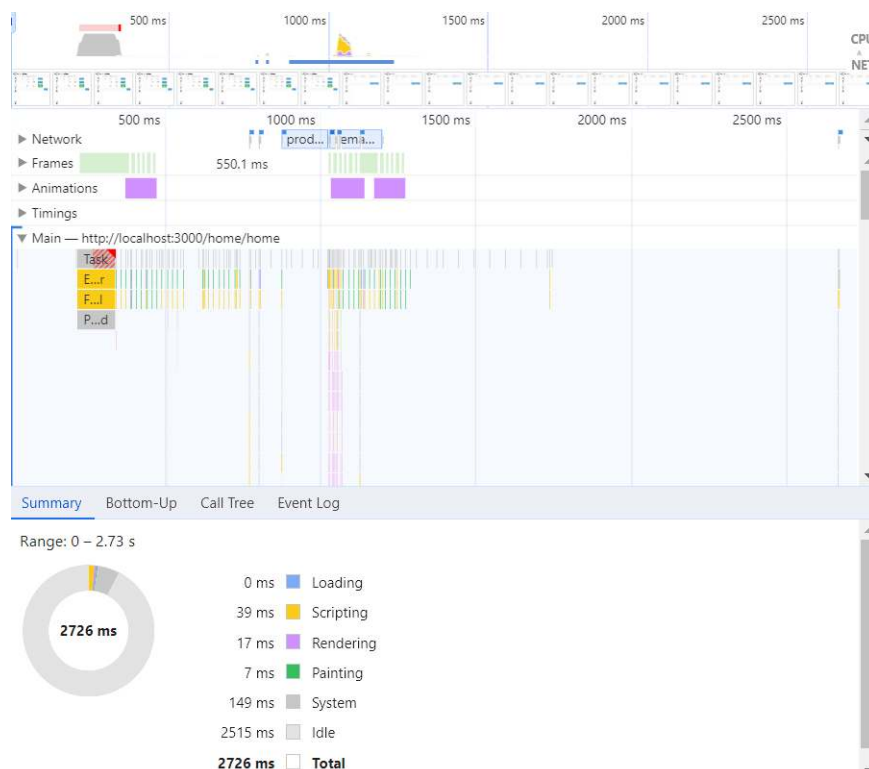 500 ms 1000 ms 1500 ms 2000 ms 2500 ms
CPU
NET
500 ms 1000 ms 1500 ms 2000 ms 2500 ms
Network prod... ema...
Frames 550.1 ms
Animations
Timings
Main — http://localhost:3000/home/home
Task
E...r
F...l
P...d
Summary Bottom-Up Call Tree Event Log
Range: 0 – 2.73 s
2726 ms
0 ms Loading
39 ms Scripting
17 ms Rendering
7 ms Painting
149 ms System
2515 ms Idle
2726 ms Total